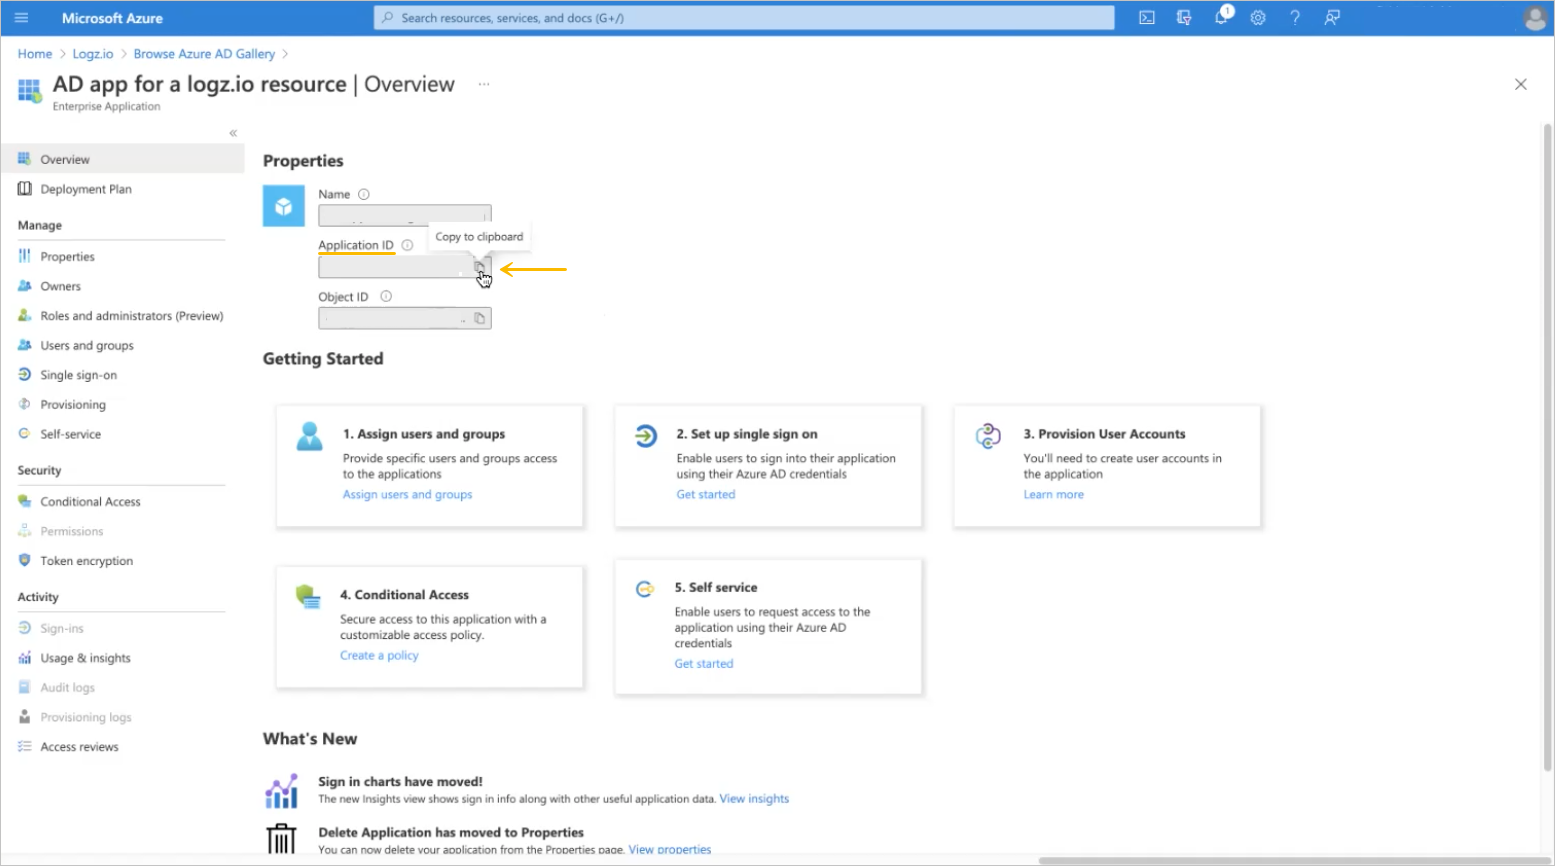 Microsoft Azure
Search resources, services, and docs (G+/)
1
Home > Logz.io > Browse Azure AD Gallery >
AD app for a logz.io resource | Overview ...
Enterprise Application
«
Overview
Deployment Plan
Manage
Properties
Owners
Roles and administrators (Preview)
Users and groups
Single sign-on
Provisioning
Self-service
Security
Conditional Access
Permissions
Token encryption
Activity
Sign-ins
Usage & insights
Audit logs
Provisioning logs
Access reviews
Properties
Name
Copy to clipboard
Application ID
Object ID
Getting Started
1. Assign users and groups
Provide specific users and groups access
to the applications
Assign users and groups
2. Set up single sign on
Enable users to sign into their application
using their Azure AD credentials
Get started
3. Provision User Accounts
You'll need to create user accounts in
the application
Learn more
4. Conditional Access
Secure access to this application with a
customizable access policy.
Create a policy
5. Self service
Enable users to request access to the
application using their Azure AD
credentials
Get started
What's New
Sign in charts have moved!
The new Insights view shows sign in info along with other useful application data. View insights
Delete Application has moved to Properties
You can now delete your application from the Properties page. View properties